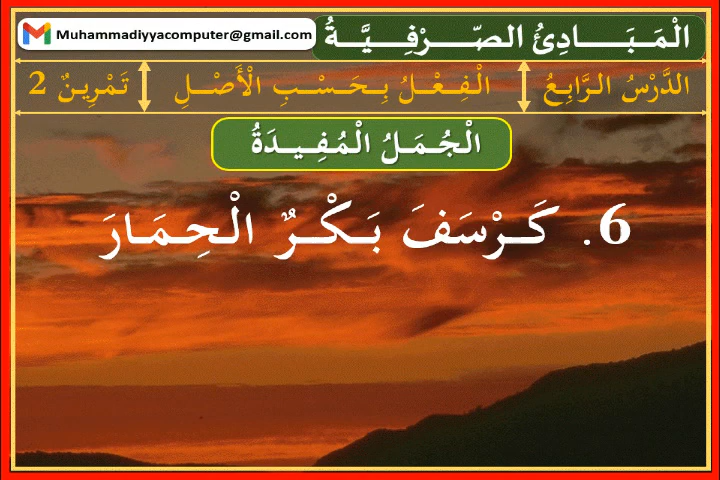 الْمَبَادِئُ الصّرْفِيَّةُ
Muhammadiyyacomputer@gmail.com
الدَّرْسُ الرَّابِعُ الْفِعْلُ بِحَسْبِ الْأَصْلِ تَمْرِينٌ 2
الْجُمَلُ الْمُفِيدَةُ
6. كَرْسَفَ بَكْرٌ الْحِمَارَ